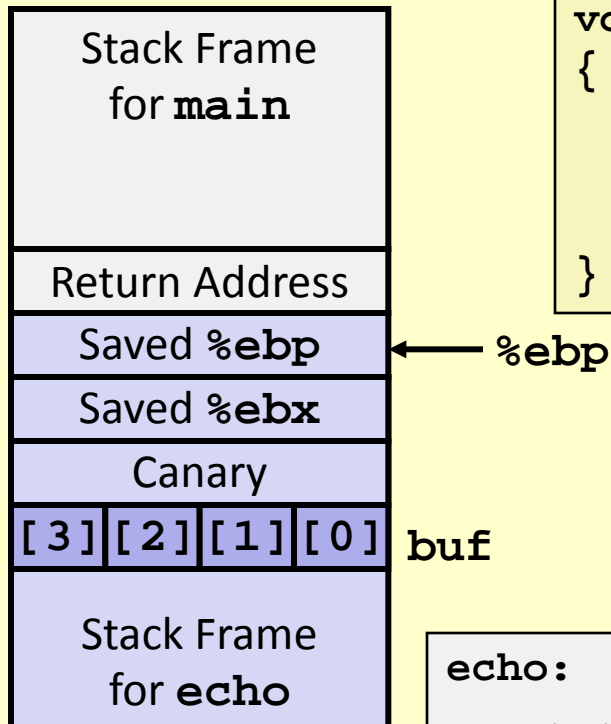 Stack Frame
for main
Return Address
Saved %ebp
%ebp
Saved %ebx
Canary
[3] [2] [1] [0]
buf
Stack Frame
for echo
{
}
echo: